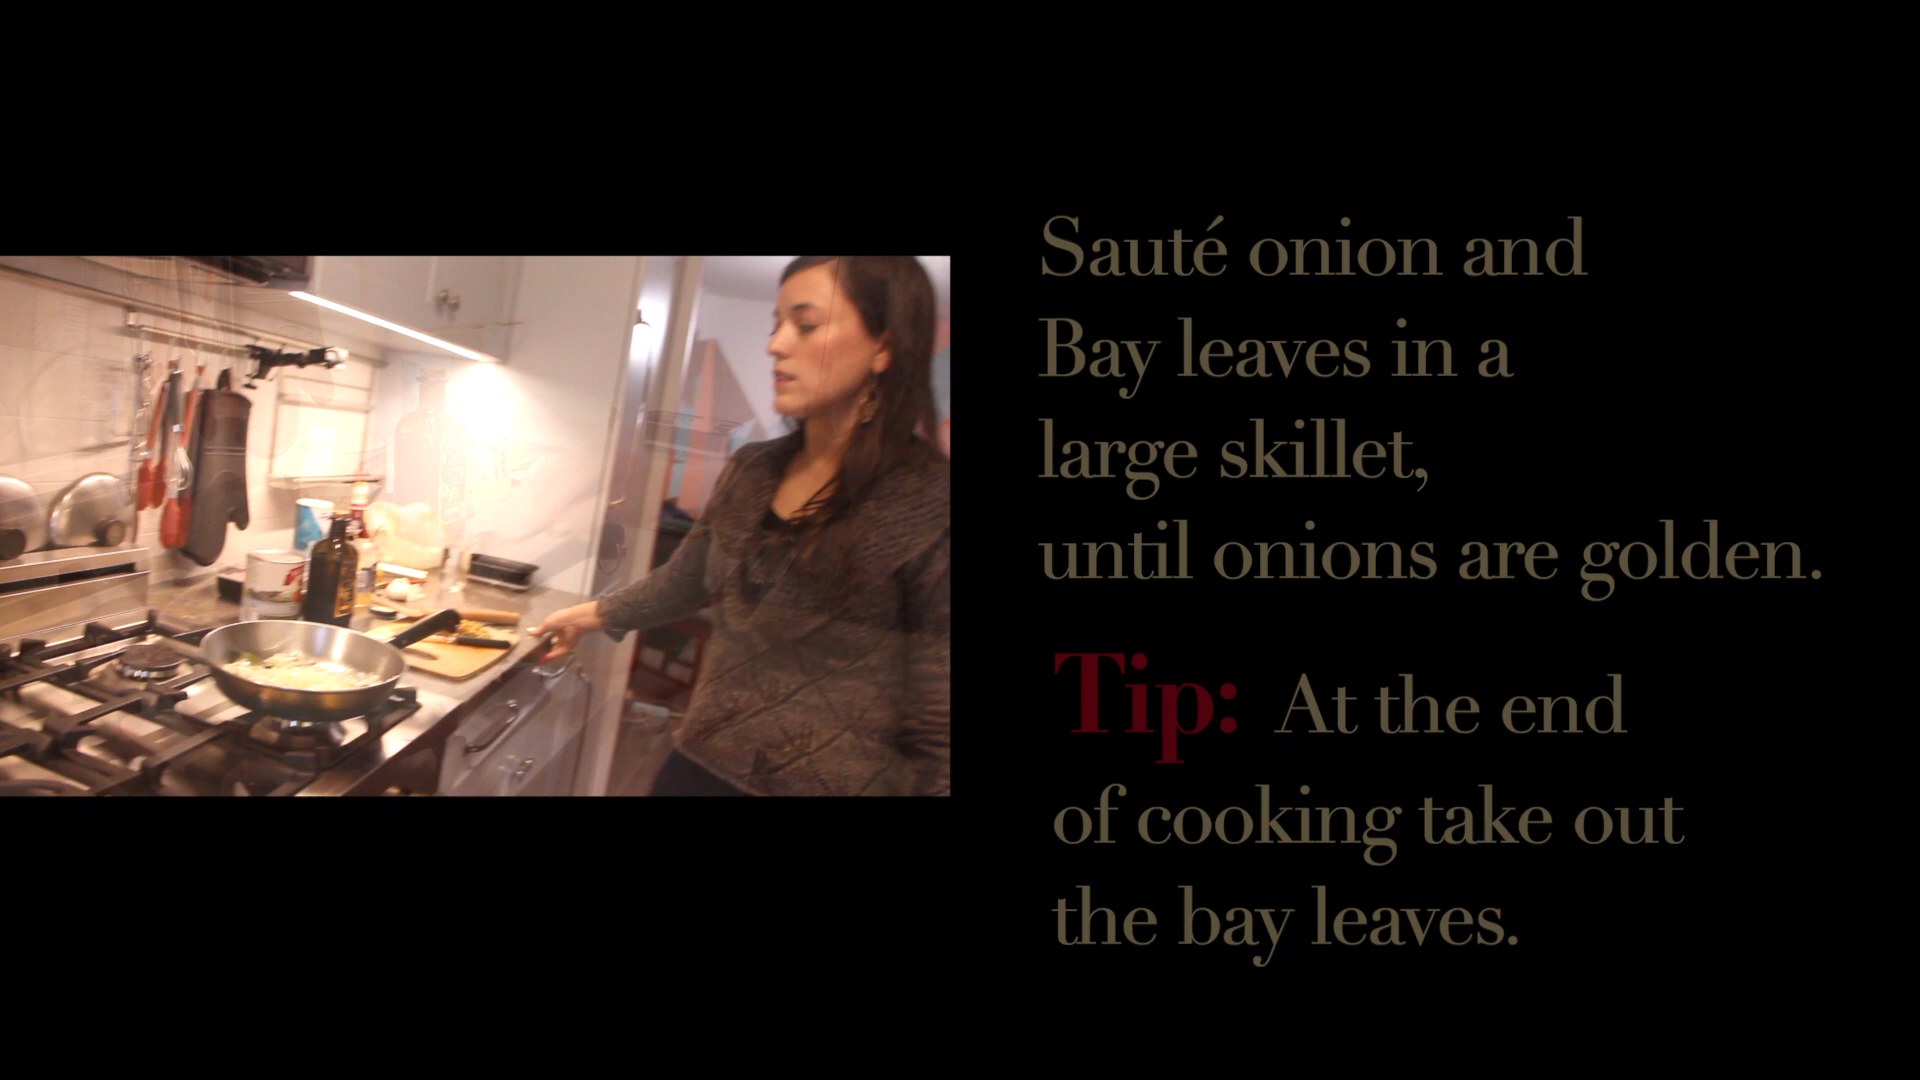 Sauté onion and
Bay leaves in a
large skillet,
until onions are golden.
Tip: At the end
of cooking take out
the bay leaves.